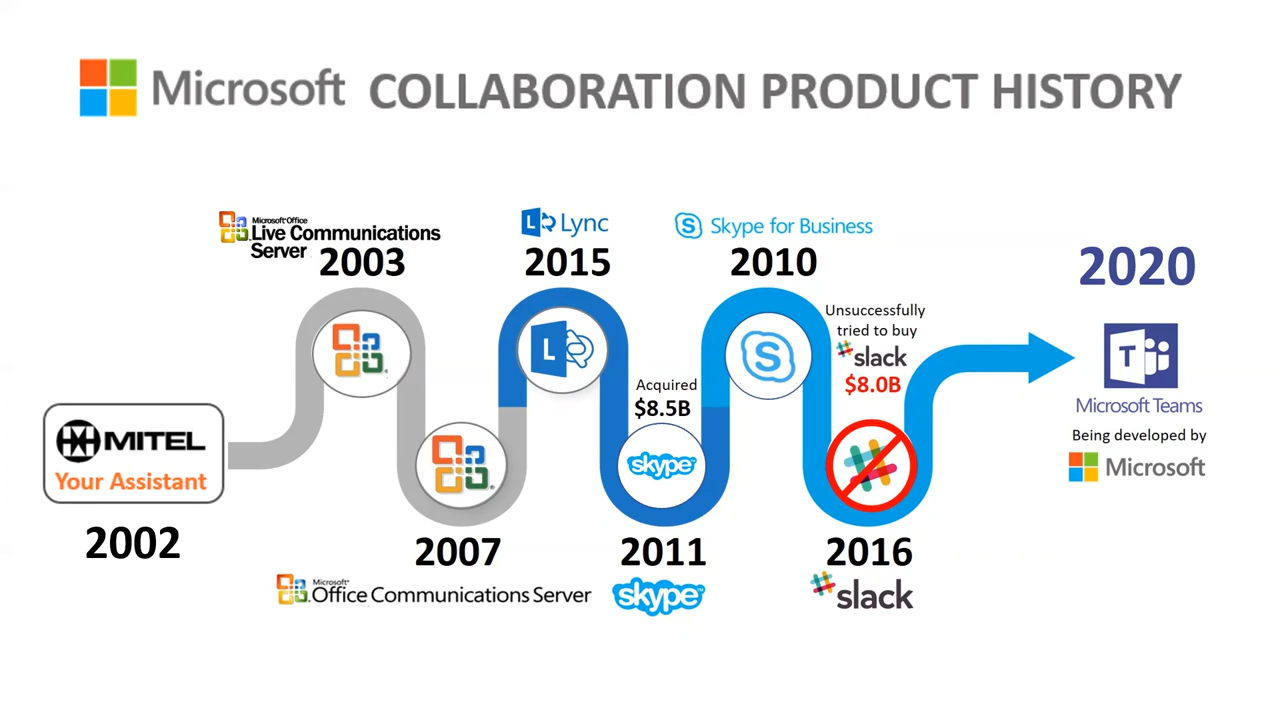 Microsoft COLLABORATION PRODUCT HISTORY
MITEL
Your Assistant
2002
Microsoft Office
Live Communications
Server
2003
2007
Microsoft
Office Communications Server
Lync
2015
L
Acquired
$8.5B
skype
2011
skype
S Skype for Business
2010
S
Unsuccessfully
tried to buy
slack
$8.0B
2016
slack
2020
T
Microsoft Teams
Being developed by
Microsoft